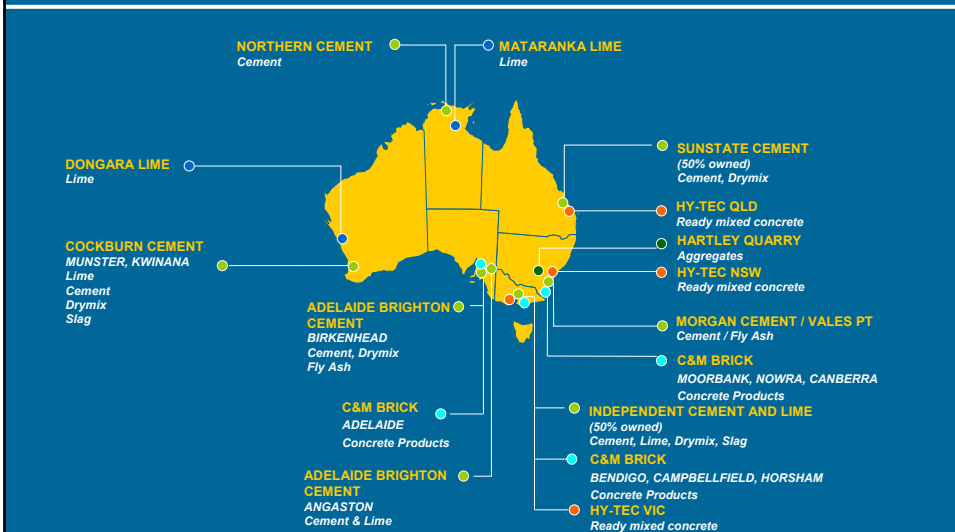 NORTHERN CEMENT
Cement
MATARANKA LIME
Lime
DONGARA LIME
Lime
SUNSTATE CEMENT
(50% owned)
Cement, Drymix
HY-TEC QLD
Ready mixed concrete
HARTLEY QUARRY
Aggregates
HY-TEC NSW
Ready mixed concrete
COCKBURN CEMENT
MUNSTER, KWINANA
Lime
Cement
Drymix
Slag
ADELAIDE BRIGHTON
CEMENT
BIRKENHEAD
Cement, Drymix
Fly Ash
MORGAN CEMENT / VALES PT
Cement / Fly Ash
C&M BRICK
MOORBANK, NOWRA, CANBERRA
Concrete Products
C&M BRICK
ADELAIDE
Concrete Products
INDEPENDENT CEMENT AND LIME
(50% owned)
Cement, Lime, Drymix, Slag
C&M BRICK
BENDIGO, CAMPBELLFIELD, HORSHAM
Concrete Products
ADELAIDE BRIGHTON
CEMENT
ANGASTON
Cement & Lime
HY-TEC VIC
Ready mixed concrete